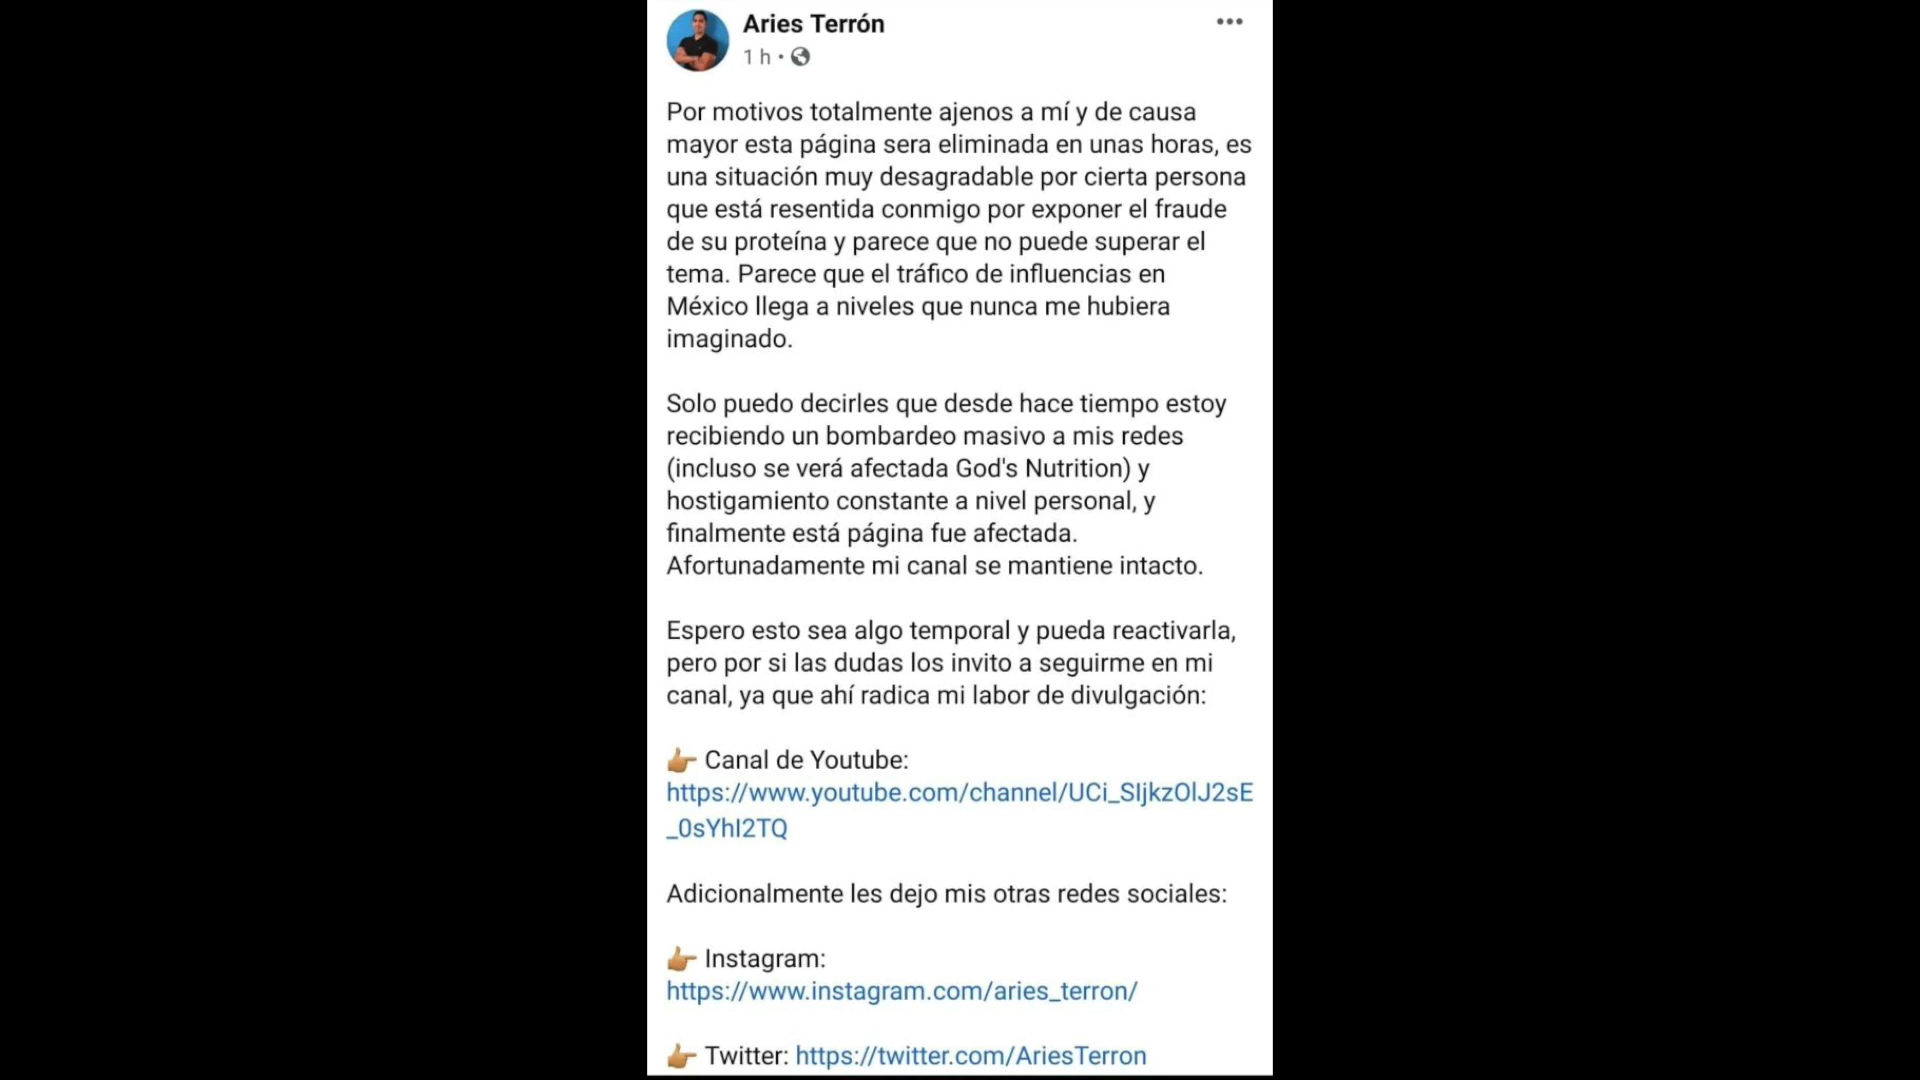 Aries Terrón
1 h •
Por motivos totalmente ajenos a mí y de causa
mayor esta página sera eliminada en unas horas, es
una situación muy desagradable por cierta persona
que está resentida conmigo por exponer el fraude
de su proteína y parece que no puede superar el
tema. Parece que el tráfico de influencias en
México llega a niveles que nunca me hubiera
imaginado.
Solo puedo decirles que desde hace tiempo estoy
recibiendo un bombardeo masivo a mis redes
(incluso se verá afectada God's Nutrition) y
hostigamiento constante a nivel personal, y
finalmente está página fue afectada.
Afortunadamente mi canal se mantiene intacto.
Espero esto sea algo temporal y pueda reactivarla,
pero por si las dudas los invito a seguirme en mi
canal, ya que ahí radica mi labor de divulgación:
👉🏽 Canal de Youtube:
https://www.youtube.com/channel/UCi_SIjkzOlJ2sE
_0sYhI2TQ
Adicionalmente les dejo mis otras redes sociales:
👉🏽 Instagram:
https://www.instagram.com/aries_terron/
👉🏽 Twitter: https://twitter.com/AriesTerron